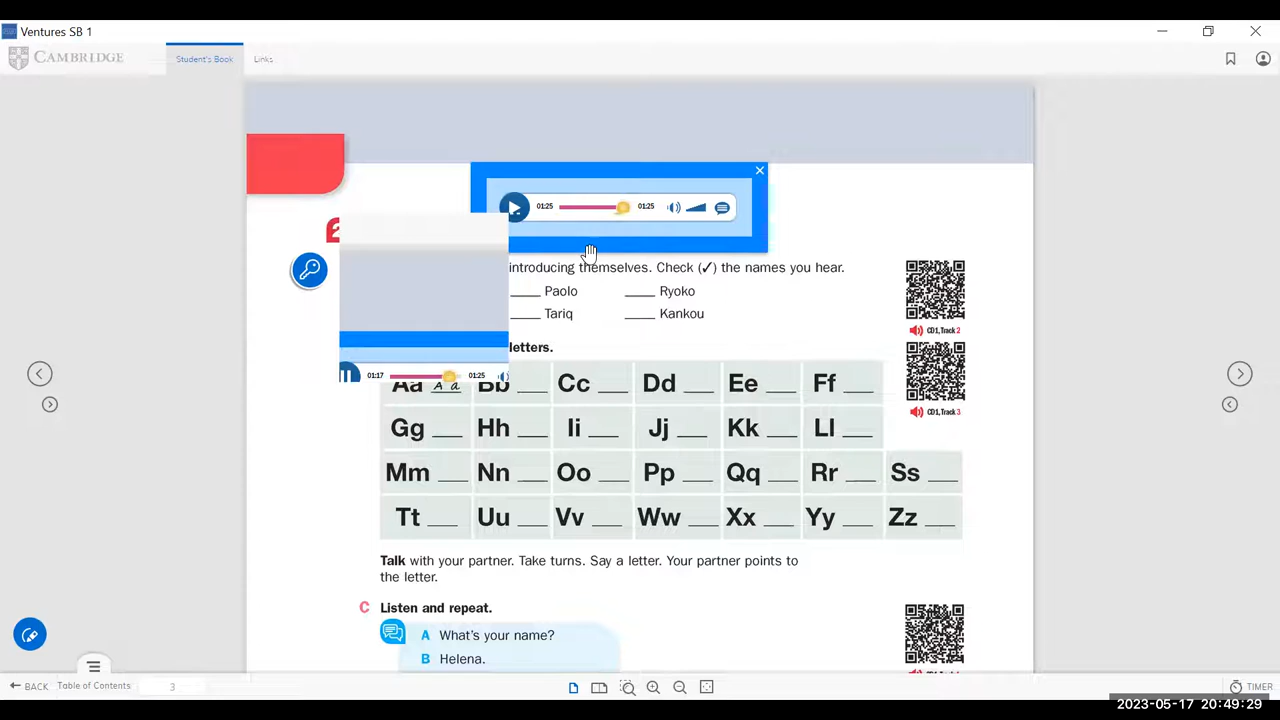 Ventures SB 1
CAMBRIDGE
Student's Book
Links
01:25
01:25
introducing themselves. Check (✓) the names you hear.
Paolo
Ryoko
Tariq
Kankou
CD1, Track 2
letters.
01:17
01:25
Aa A a Bb Cc Dd Ee Ff
CD1, Track 3
Gg Hh Ii Jj Kk Ll
Mm Nn Oo Pp Qq Rr Ss
Tt Uu Vv Ww Xx Yy Zz
Talk with your partner. Take turns. Say a letter. Your partner points to
the letter.
C Listen and repeat.
A What's your name?
B Helena.
BACK
Table of Contents
3
TIMER
2023-05-17 20:49:29